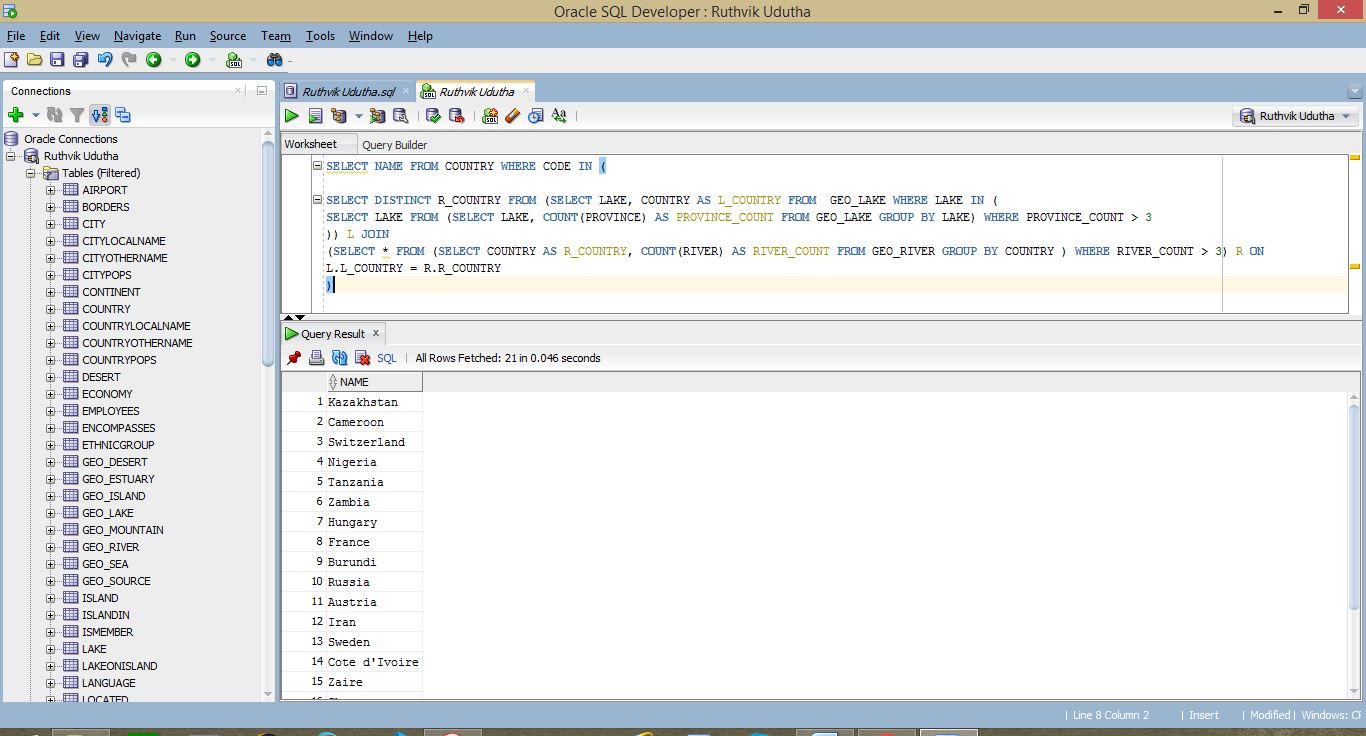 Oracle SQL Developer : Ruthvik Udutha
File Edit View Navigate Run Source Team Tools Window Help
Connections
Oracle Connections
Ruthvik Udutha
Tables (Filtered)
AIRPORT
BORDERS
CITY
CITYLOCALNAME
CITYOTHERNAME
CITYPOPS
CONTINENT
COUNTRY
COUNTRYLOCALNAME
COUNTRYOTHERNAME
COUNTRYPOPS
DESERT
ECONOMY
EMPLOYEES
ENCOMPASSES
ETHNICGROUP
GEO_DESERT
GEO_ESTUARY
GEO_ISLAND
GEO_LAKE
GEO_MOUNTAIN
GEO_RIVER
GEO_SEA
GEO_SOURCE
ISLAND
ISLANDIN
ISMEMBER
LAKE
LAKEONISLAND
LANGUAGE
LOCATED
Ruthvik Udutha.sql Ruthvik Udutha
Ruthvik Udutha
Worksheet Query Builder
SELECT NAME FROM COUNTRY WHERE CODE IN (
SELECT DISTINCT R_COUNTRY FROM (SELECT LAKE, COUNTRY AS L_COUNTRY FROM  GEO_LAKE WHERE LAKE IN (
SELECT LAKE FROM (SELECT LAKE, COUNT(PROVINCE) AS PROVINCE_COUNT FROM GEO_LAKE GROUP BY LAKE) WHERE PROVINCE_COUNT > 3
)) L JOIN
(SELECT * FROM (SELECT COUNTRY AS R_COUNTRY, COUNT(RIVER) AS RIVER_COUNT FROM GEO_RIVER GROUP BY COUNTRY ) WHERE RIVER_COUNT > 3) R ON
L.L_COUNTRY = R.R_COUNTRY
)
Query Result
SQL | All Rows Fetched: 21 in 0.046 seconds
NAME
1 Kazakhstan
2 Cameroon
3 Switzerland
4 Nigeria
5 Tanzania
6 Zambia
7 Hungary
8 France
9 Burundi
10 Russia
11 Austria
12 Iran
13 Sweden
14 Cote d'Ivoire
15 Zaire
| Line 8 Column 2 | Insert | Modified | Windows: CF